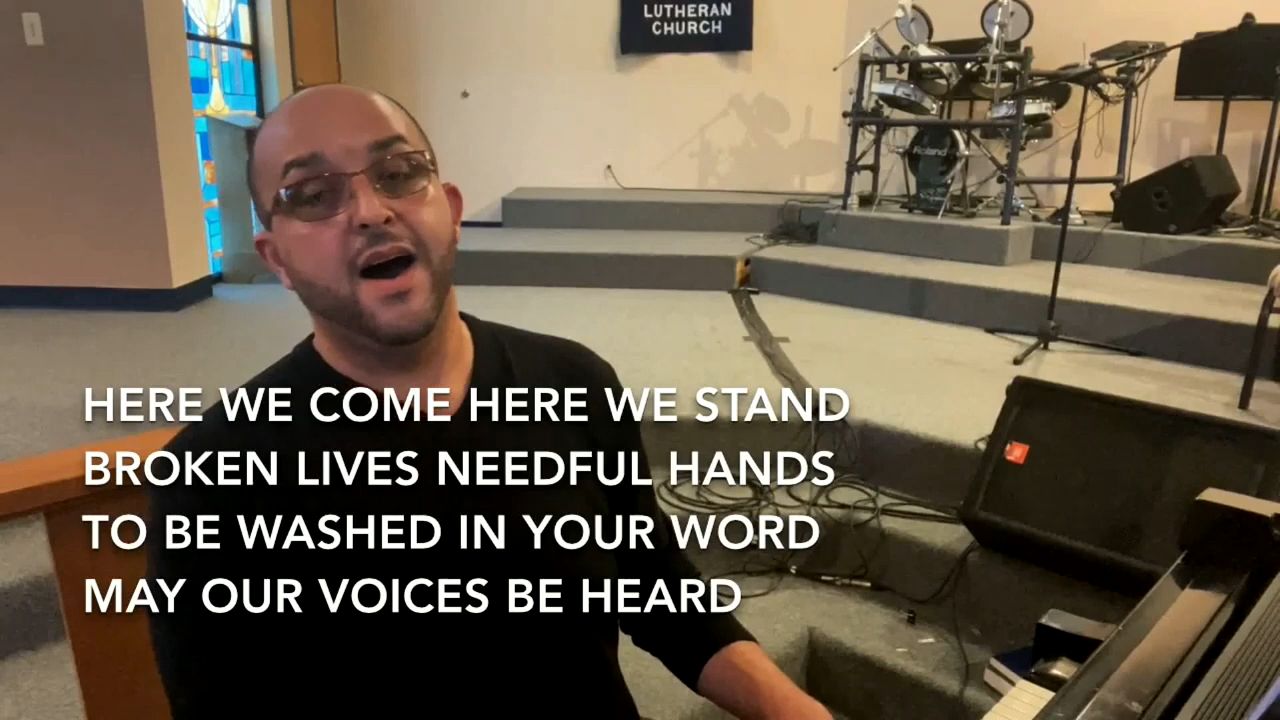 LUTHERAN
CHURCH
Roland
HERE WE COME HERE WE STAND
BROKEN LIVES NEEDFUL HANDS
TO BE WASHED IN YOUR WORD
MAY OUR VOICES BE HEARD